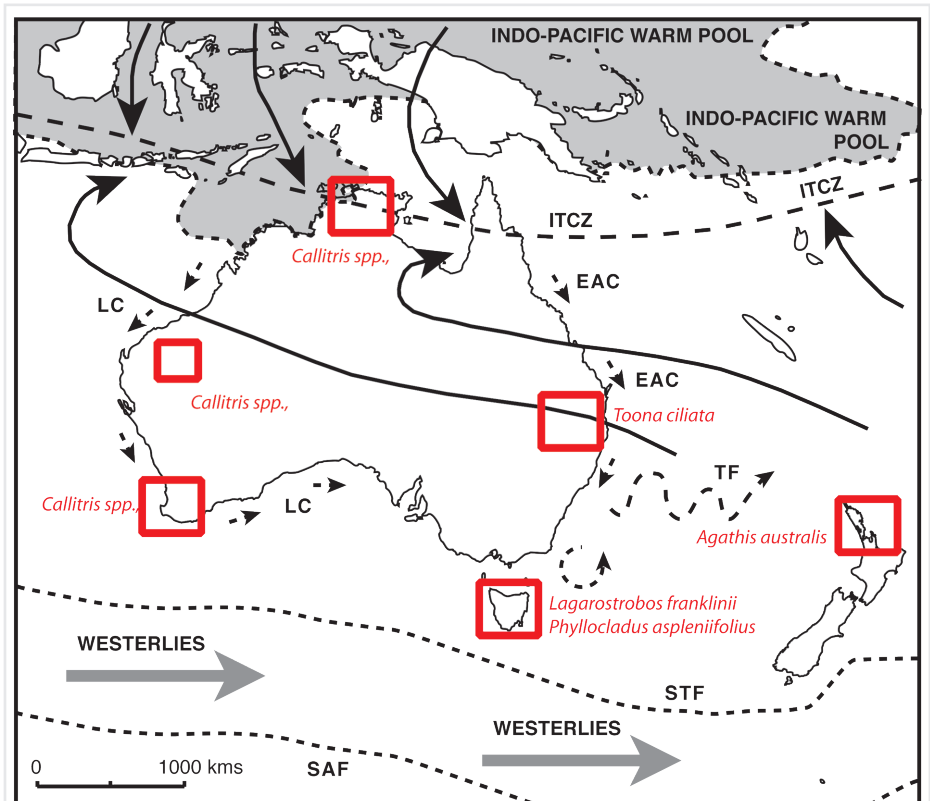 INDO-PACIFIC WARM POOL
INDO-PACIFIC WARM
POOL
ITCZ
ITCZ
Callitris spp.,
EAC
LC
EAC
Callitris spp.,
Toona ciliata
TF
Callitris spp.,
LC
Agathis australis
Lagarostrobos franklinii
Phyllocladus aspleniifolius
WESTERLIES
STF
WESTERLIES
0 1000 kms
SAF